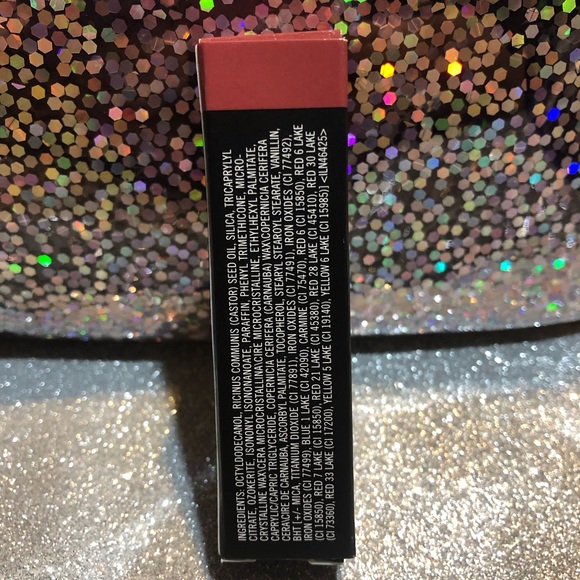 INGREDIENTS: OCTYLDODECANOL, RICINUS COMMUNIS (CASTOR) SEED OIL, SILICA, TRICAPRYLYL
CITRATE, OZOKERITE, ISONONYL ISONONANOATE, PARAFFIN, PHENYL TRIMETHICONE, MICRO-
CRYSTALLINE WAX\CERA MICROCRISTALLINA\CIRE MICROCRISTALLINE, ETHYLHEXYL PALMITATE,
CAPRYLIC/CAPRIC TRIGLYCERIDE, COPERNICIA CERIFERA (CARNAUBA) WAX\COPERNICIA CERIFERA
CERA\CIRE DE CARNAUBA, ASCORBYL PALMITATE, TOCOPHEROL, STEARYL STEAROYL STEARATE, VANILLIN,
BHT [+/- MICA, TITANIUM DIOXIDE (CI 77891), IRON OXIDES (CI 77491), IRON OXIDES (CI 77492),
IRON OXIDES (CI 77499), BLUE 1 LAKE (CI 42090), CARMINE (CI 75470), RED 6 (CI 15850), RED 6 LAKE
(CI 15850), RED 7 LAKE (CI 15850), RED 21 LAKE (CI 45380), RED 28 LAKE (CI 45410), RED 30 LAKE
(CI 73360), RED 33 LAKE (CI 17200), YELLOW 5 LAKE (CI 19140), YELLOW 6 LAKE (CI 15985)] <ILN46425>